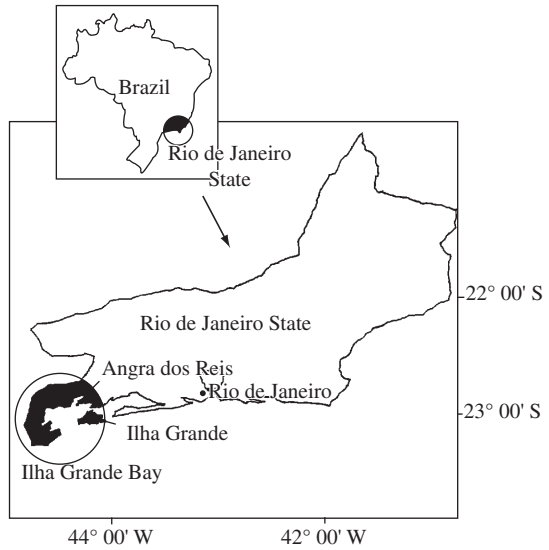 Brazil
Rio de Janeiro
State
22° 00' S
Rio de Janeiro State
Angra dos Reis
Rio de Janeiro
23° 00' S
Ilha Grande
Ilha Grande Bay
44° 00' W
42° 00' W